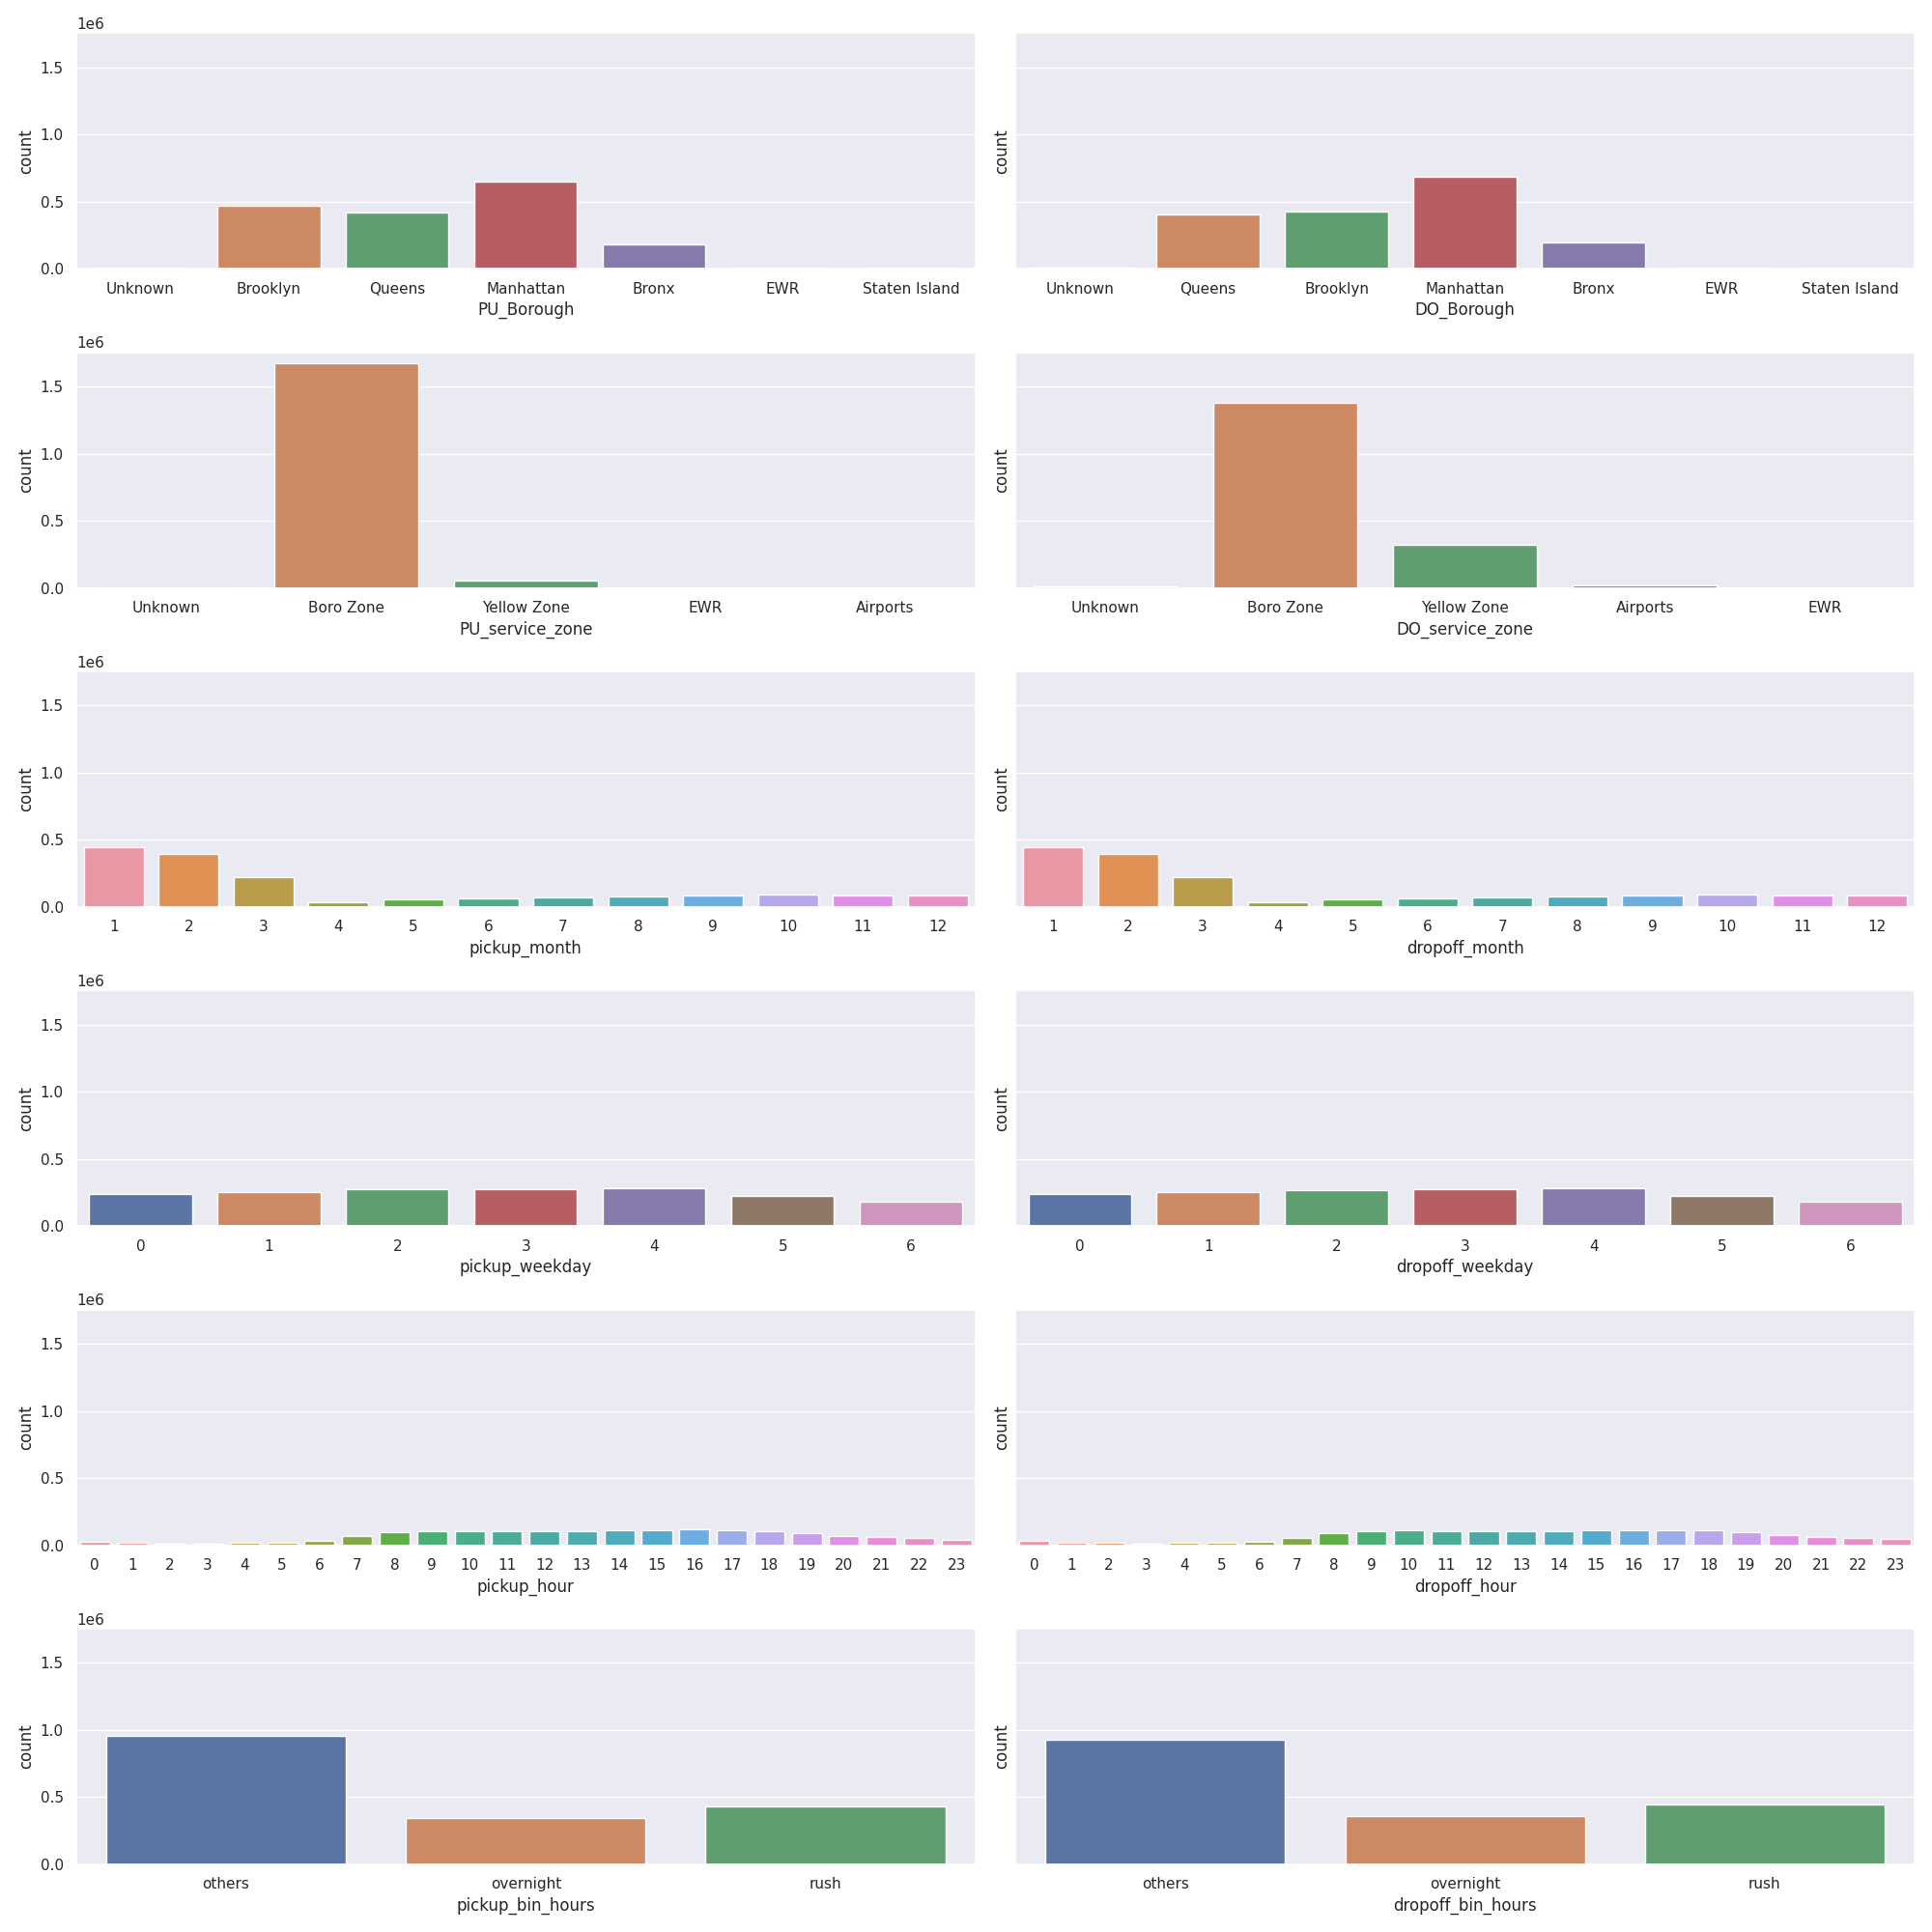 1e6
1.5
1.0
0.5
0.0
count
Unknown Brooklyn Queens Manhattan Bronx EWR Staten Island
PU_Borough
count
Unknown Queens Brooklyn Manhattan Bronx EWR Staten Island
DO_Borough
1e6
1.5
1.0
0.5
0.0
count
Unknown Boro Zone Yellow Zone EWR Airports
PU_service_zone
count
Unknown Boro Zone Yellow Zone Airports EWR
DO_service_zone
1e6
1.5
1.0
0.5
0.0
count
1 2 3 4 5 6 7 8 9 10 11 12
pickup_month
count
1 2 3 4 5 6 7 8 9 10 11 12
dropoff_month
1e6
1.5
1.0
0.5
0.0
count
0 1 2 3 4 5 6
pickup_weekday
count
0 1 2 3 4 5 6
dropoff_weekday
1e6
1.5
1.0
0.5
0.0
count
0 1 2 3 4 5 6 7 8 9 10 11 12 13 14 15 16 17 18 19 20 21 22 23
pickup_hour
count
0 1 2 3 4 5 6 7 8 9 10 11 12 13 14 15 16 17 18 19 20 21 22 23
dropoff_hour
1e6
1.5
1.0
0.5
0.0
count
others overnight rush
pickup_bin_hours
count
others overnight rush
dropoff_bin_hours